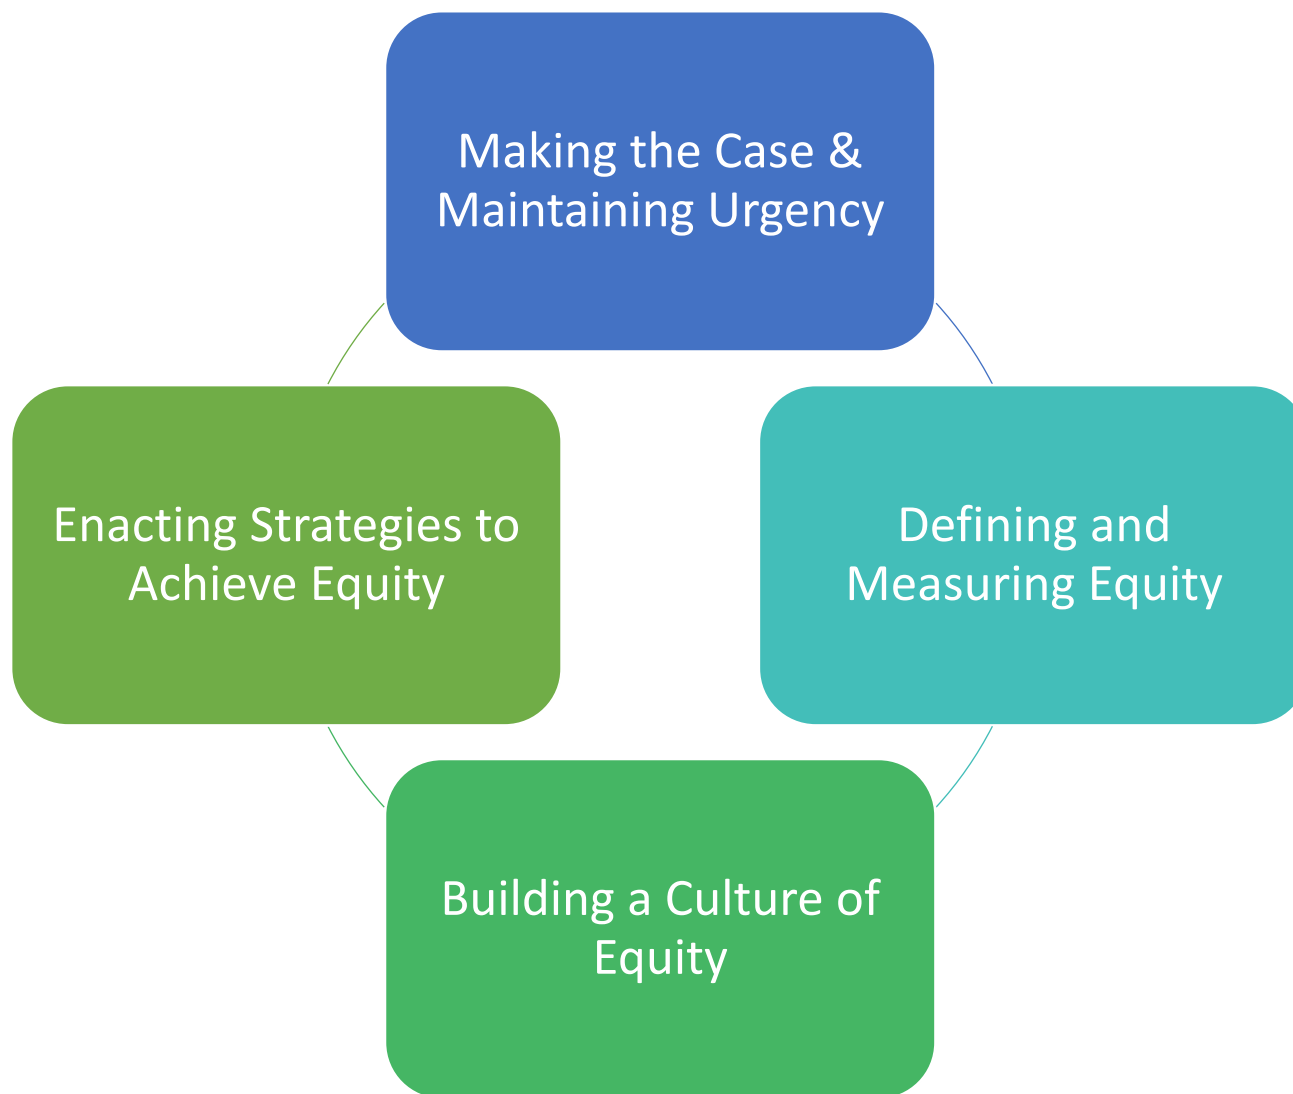 Making the Case &
Maintaining Urgency
Enacting Strategies to
Achieve Equity
Defining and
Measuring Equity
Building a Culture of
Equity